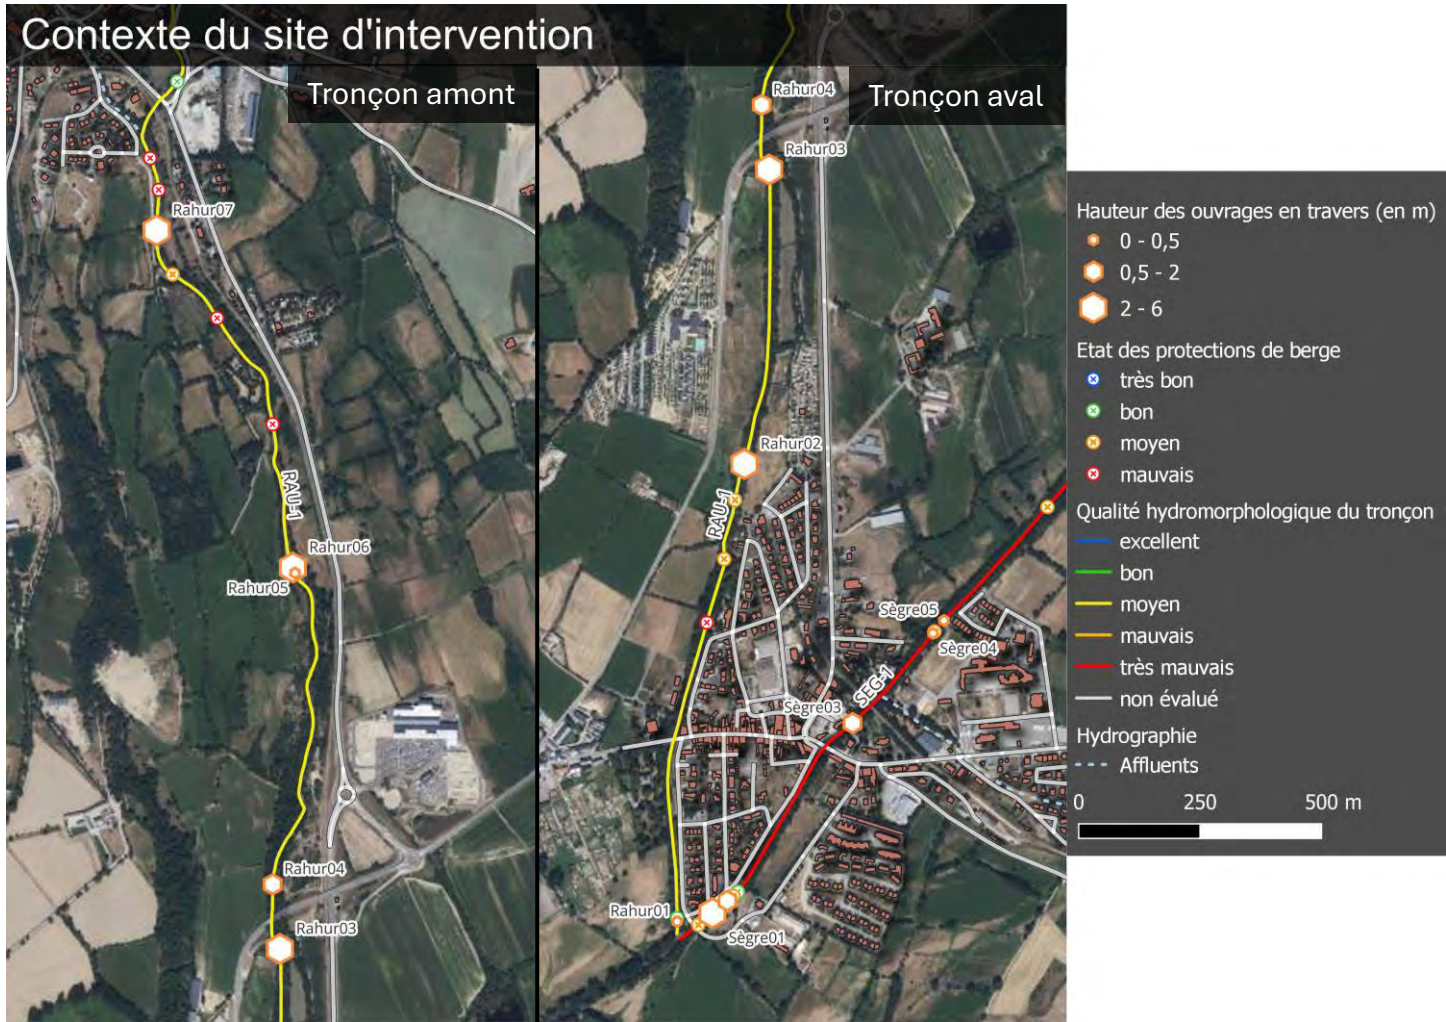 Contexte du site d'intervention
Tronçon amont
Rahur07
RAU-1
Rahur06
Rahur05
Rahur04
Rahur03
Tronçon aval
Rahur04
Rahur03
Rahur02
RAU-1
Sègre05
Sègre04
SEG-1
Sègre03
Rahur01
Sègre01
Hauteur des ouvrages en travers (en m)
0 - 0,5
0,5 - 2
2 - 6
Etat des protections de berge
très bon
bon
moyen
mauvais
Qualité hydromorphologique du tronçon
excellent
bon
moyen
mauvais
très mauvais
non évalué
Hydrographie
Affluents
0 250 500 m